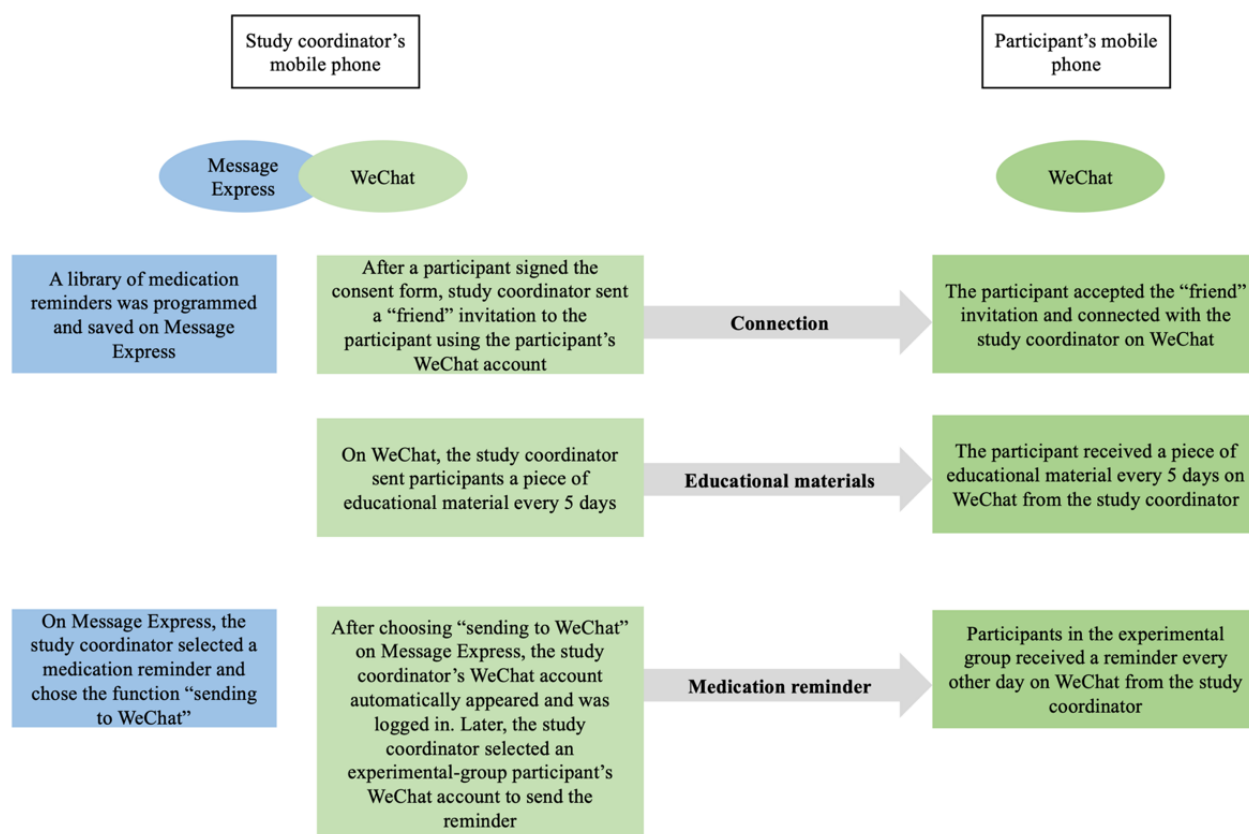 Study coordinator’s
mobile phone
Participant’s mobile
phone
Message
Express
WeChat
WeChat
A library of medication
reminders was programmed
and saved on Message
Express
After a participant signed the
consent form, study coordinator sent
a “friend” invitation to the
participant using the participant’s
WeChat account
Connection
The participant accepted the “friend”
invitation and connected with the
study coordinator on WeChat
On WeChat, the study coordinator
sent participants a piece of
educational material every 5 days
Educational materials
The participant received a piece of
educational material every 5 days on
WeChat from the study coordinator
On Message Express, the
study coordinator selected a
medication reminder and
chose the function “sending
to WeChat”
After choosing “sending to WeChat”
on Message Express, the study
coordinator’s WeChat account
automatically appeared and was
logged in. Later, the study
coordinator selected an
experimental-group participant’s
WeChat account to send the
reminder
Medication reminder
Participants in the experimental
group received a reminder every
other day on WeChat from the study
coordinator